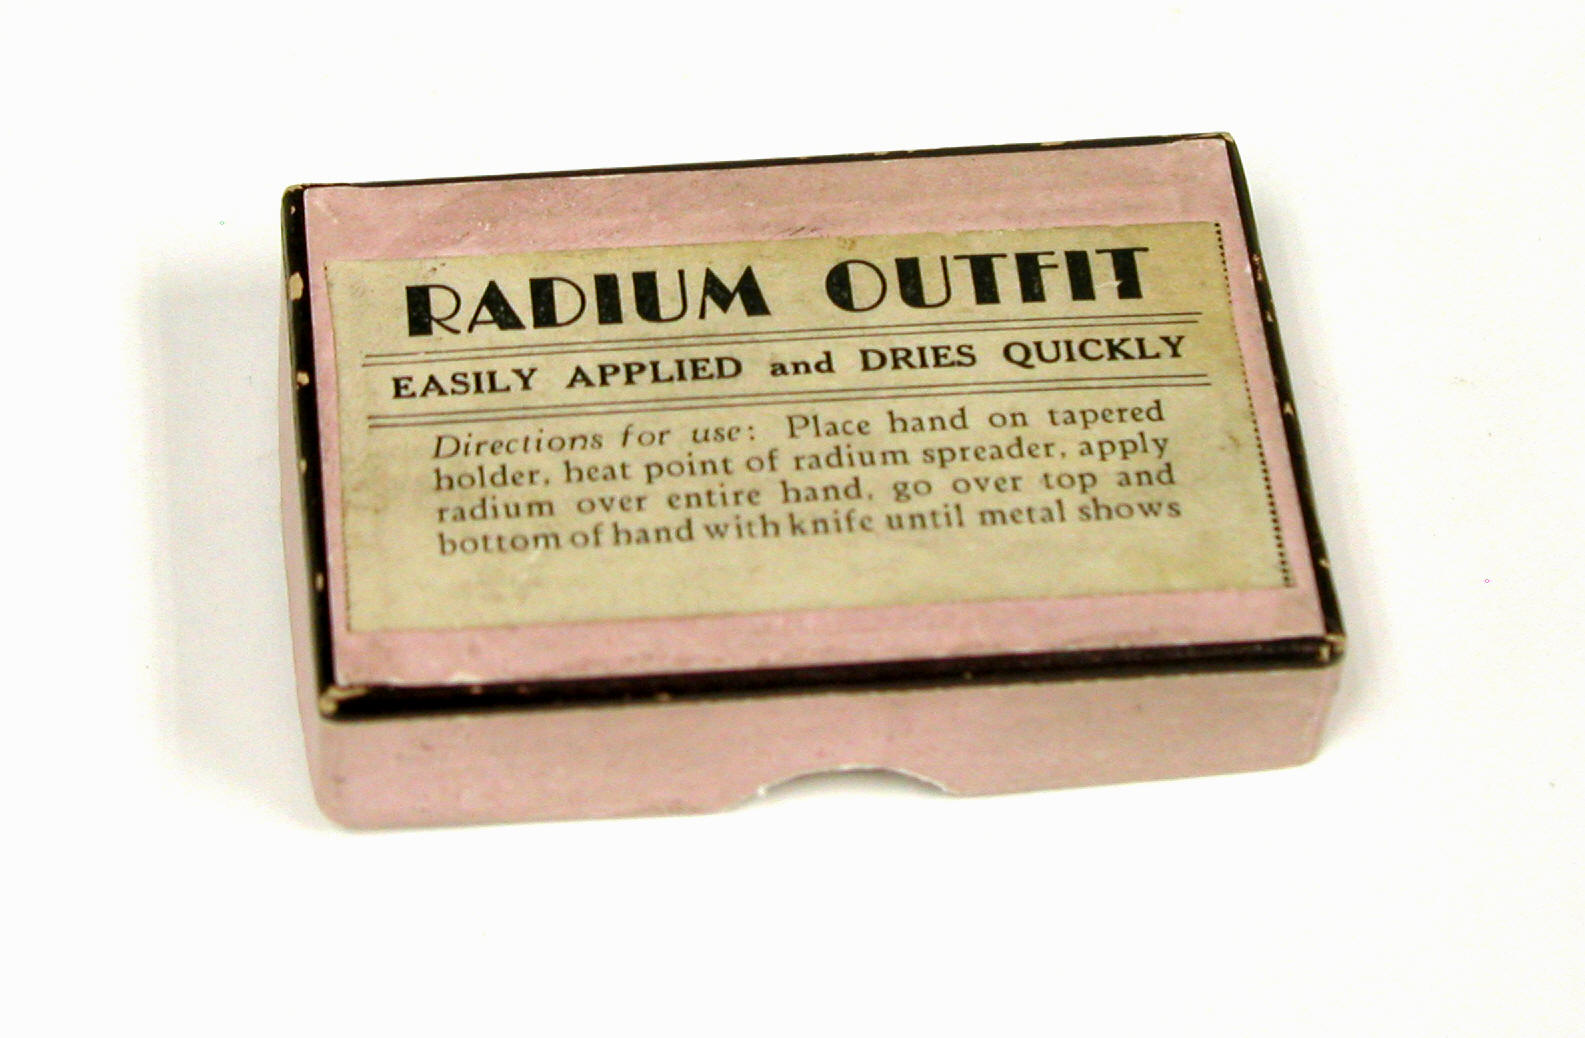 RADIUM OUTFIT
EASILY APPLIED and DRIES QUICKLY
Directions for use: Place hand on tapered
holder, heat point of radium spreader, apply
radium over entire hand, go over top and
bottom of hand with knife until metal shows